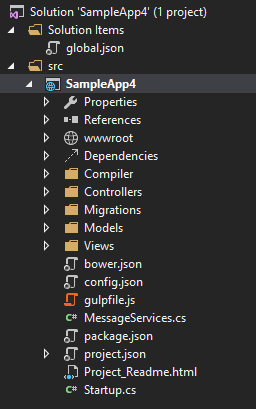 Solution 'SampleApp4' (1 project)
Solution Items
global.json
src
SampleApp4
Properties
References
wwwroot
Dependencies
Compiler
Controllers
Migrations
Models
Views
bower.json
config.json
gulpfile.js
C# MessageServices.cs
package.json
project.json
Project_Readme.html
C# Startup.cs